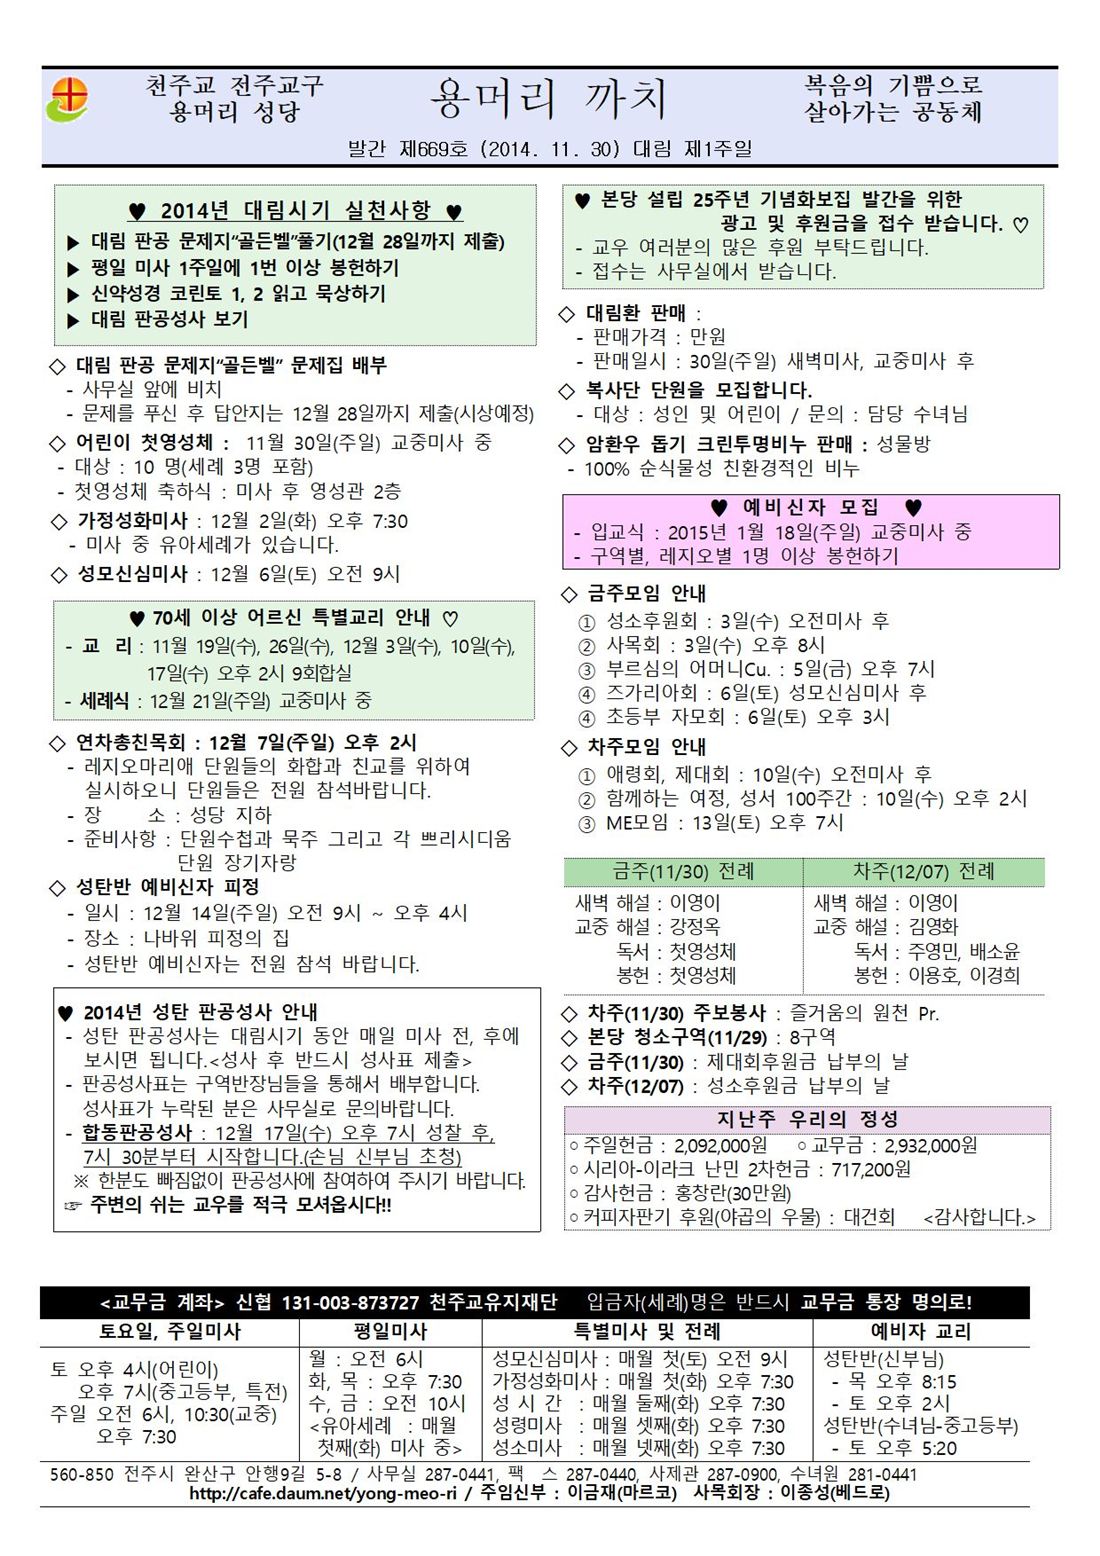 천주교 전주교구
용머리 성당
용머리 까치
복음의 기쁨으로
살아가는 공동체
발간 제669호 (2014. 11. 30) 대림 제1주일
♥ 2014년 대림시기 실천사항 ♥
▶ 대림 판공 문제지"골든벨"풀기(12월 28일까지 제출)
▶ 평일 미사 1주일에 1번 이상 봉헌하기
▶ 신약성경 코린토 1, 2 읽고 묵상하기
▶ 대림 판공성사 보기
◇ 대림 판공 문제지"골든벨" 문제집 배부
- 사무실 앞에 비치
- 문제를 푸신 후 답안지는 12월 28일까지 제출(시상예정)
◇ 어린이 첫영성체 : 11월 30일(주일) 교중미사 중
- 대상 : 10 명(세례 3명 포함)
- 첫영성체 축하식 : 미사 후 영성관 2층
◇ 가정성화미사 : 12월 2일(화) 오후 7:30
- 미사 중 유아세례가 있습니다.
◇ 성모신심미사 : 12월 6일(토) 오전 9시
♥ 70세 이상 어르신 특별교리 안내 ♡
- 교 리 : 11월 19일(수), 26일(수), 12월 3일(수), 10일(수),
17일(수) 오후 2시 9회합실
- 세례식 : 12월 21일(주일) 교중미사 중
◇ 연차총친목회 : 12월 7일(주일) 오후 2시
- 레지오마리애 단원들의 화합과 친교를 위하여
실시하오니 단원들은 전원 참석바랍니다.
- 장 소 : 성당 지하
- 준비사항 : 단원수첩과 묵주 그리고 각 쁘리시디움
단원 장기자랑
◇ 성탄반 예비신자 피정
- 일시 : 12월 14일(주일) 오전 9시 ~ 오후 4시
- 장소 : 나바위 피정의 집
- 성탄반 예비신자는 전원 참석 바랍니다.
♥ 2014년 성탄 판공성사 안내
- 성탄 판공성사는 대림시기 동안 매일 미사 전, 후에
보시면 됩니다.<성사 후 반드시 성사표 제출>
- 판공성사표는 구역반장님들을 통해서 배부합니다.
성사표가 누락된 분은 사무실로 문의바랍니다.
- 합동판공성사 : 12월 17일(수) 오후 7시 성찰 후,
7시 30분부터 시작합니다.(손님 신부님 초청)
※ 한분도 빠짐없이 판공성사에 참여하여 주시기 바랍니다.
☞ 주변의 쉬는 교우를 적극 모셔옵시다!!
♥ 본당 설립 25주년 기념화보집 발간을 위한
광고 및 후원금을 접수 받습니다. ♡
- 교우 여러분의 많은 후원 부탁드립니다.
- 접수는 사무실에서 받습니다.
◇ 대림환 판매 :
- 판매가격 : 만원
- 판매일시 : 30일(주일) 새벽미사, 교중미사 후
◇ 복사단 단원을 모집합니다.
- 대상 : 성인 및 어린이 / 문의 : 담당 수녀님
◇ 암환우 돕기 크린투명비누 판매 : 성물방
- 100% 순식물성 친환경적인 비누
♥ 예비신자 모집 ♥
- 입교식 : 2015년 1월 18일(주일) 교중미사 중
- 구역별, 레지오별 1명 이상 봉헌하기
◇ 금주모임 안내
① 성소후원회 : 3일(수) 오전미사 후
② 사목회 : 3일(수) 오후 8시
③ 부르심의 어머니Cu. : 5일(금) 오후 7시
④ 즈가리아회 : 6일(토) 성모신심미사 후
④ 초등부 자모회 : 6일(토) 오후 3시
◇ 차주모임 안내
① 애령회, 제대회 : 10일(수) 오전미사 후
② 함께하는 여정, 성서 100주간 : 10일(수) 오후 2시
③ ME모임 : 13일(토) 오후 7시
금주(11/30) 전례 차주(12/07) 전례
새벽 해설 : 이영이 새벽 해설 : 이영이
교중 해설 : 강정옥 교중 해설 : 김영화
독서 : 첫영성체 독서 : 주영민, 배소윤
봉헌 : 첫영성체 봉헌 : 이용호, 이경희
◇ 차주(11/30) 주보봉사 : 즐거움의 원천 Pr.
◇ 본당 청소구역(11/29) : 8구역
◇ 금주(11/30) : 제대회후원금 납부의 날
◇ 차주(12/07) : 성소후원금 납부의 날
지난주 우리의 정성
○ 주일헌금 : 2,092,000원 ○ 교무금 : 2,932,000원
○ 시리아-이라크 난민 2차헌금 : 717,200원
○ 감사헌금 : 홍창란(30만원)
○ 커피자판기 후원(야곱의 우물) : 대건회 <감사합니다.>
<교무금 계좌> 신협 131-003-873727 천주교유지재단 입금자(세례)명은 반드시 교무금 통장 명의로!
토요일, 주일미사 평일미사 특별미사 및 전례 예비자 교리
토 오후 4시(어린이)
오후 7시(중고등부, 특전)
주일 오전 6시, 10:30(교중)
오후 7:30
월 : 오전 6시
화, 목 : 오후 7:30
수, 금 : 오전 10시
<유아세례 : 매월
첫째(화) 미사 중>
성모신심미사 : 매월 첫(토) 오전 9시
가정성화미사 : 매월 첫(화) 오후 7:30
성 시 간 : 매월 둘째(화) 오후 7:30
성령미사 : 매월 셋째(화) 오후 7:30
성소미사 : 매월 넷째(화) 오후 7:30
성탄반(신부님)
- 목 오후 8:15
- 토 오후 2시
성탄반(수녀님-중고등부)
- 토 오후 5:20
560-850 전주시 완산구 안행9길 5-8 / 사무실 287-0441, 팩 스 287-0440, 사제관 287-0900, 수녀원 281-0441
http://cafe.daum.net/yong-meo-ri / 주임신부 : 이금재(마르코) 사목회장 : 이종성(베드로)